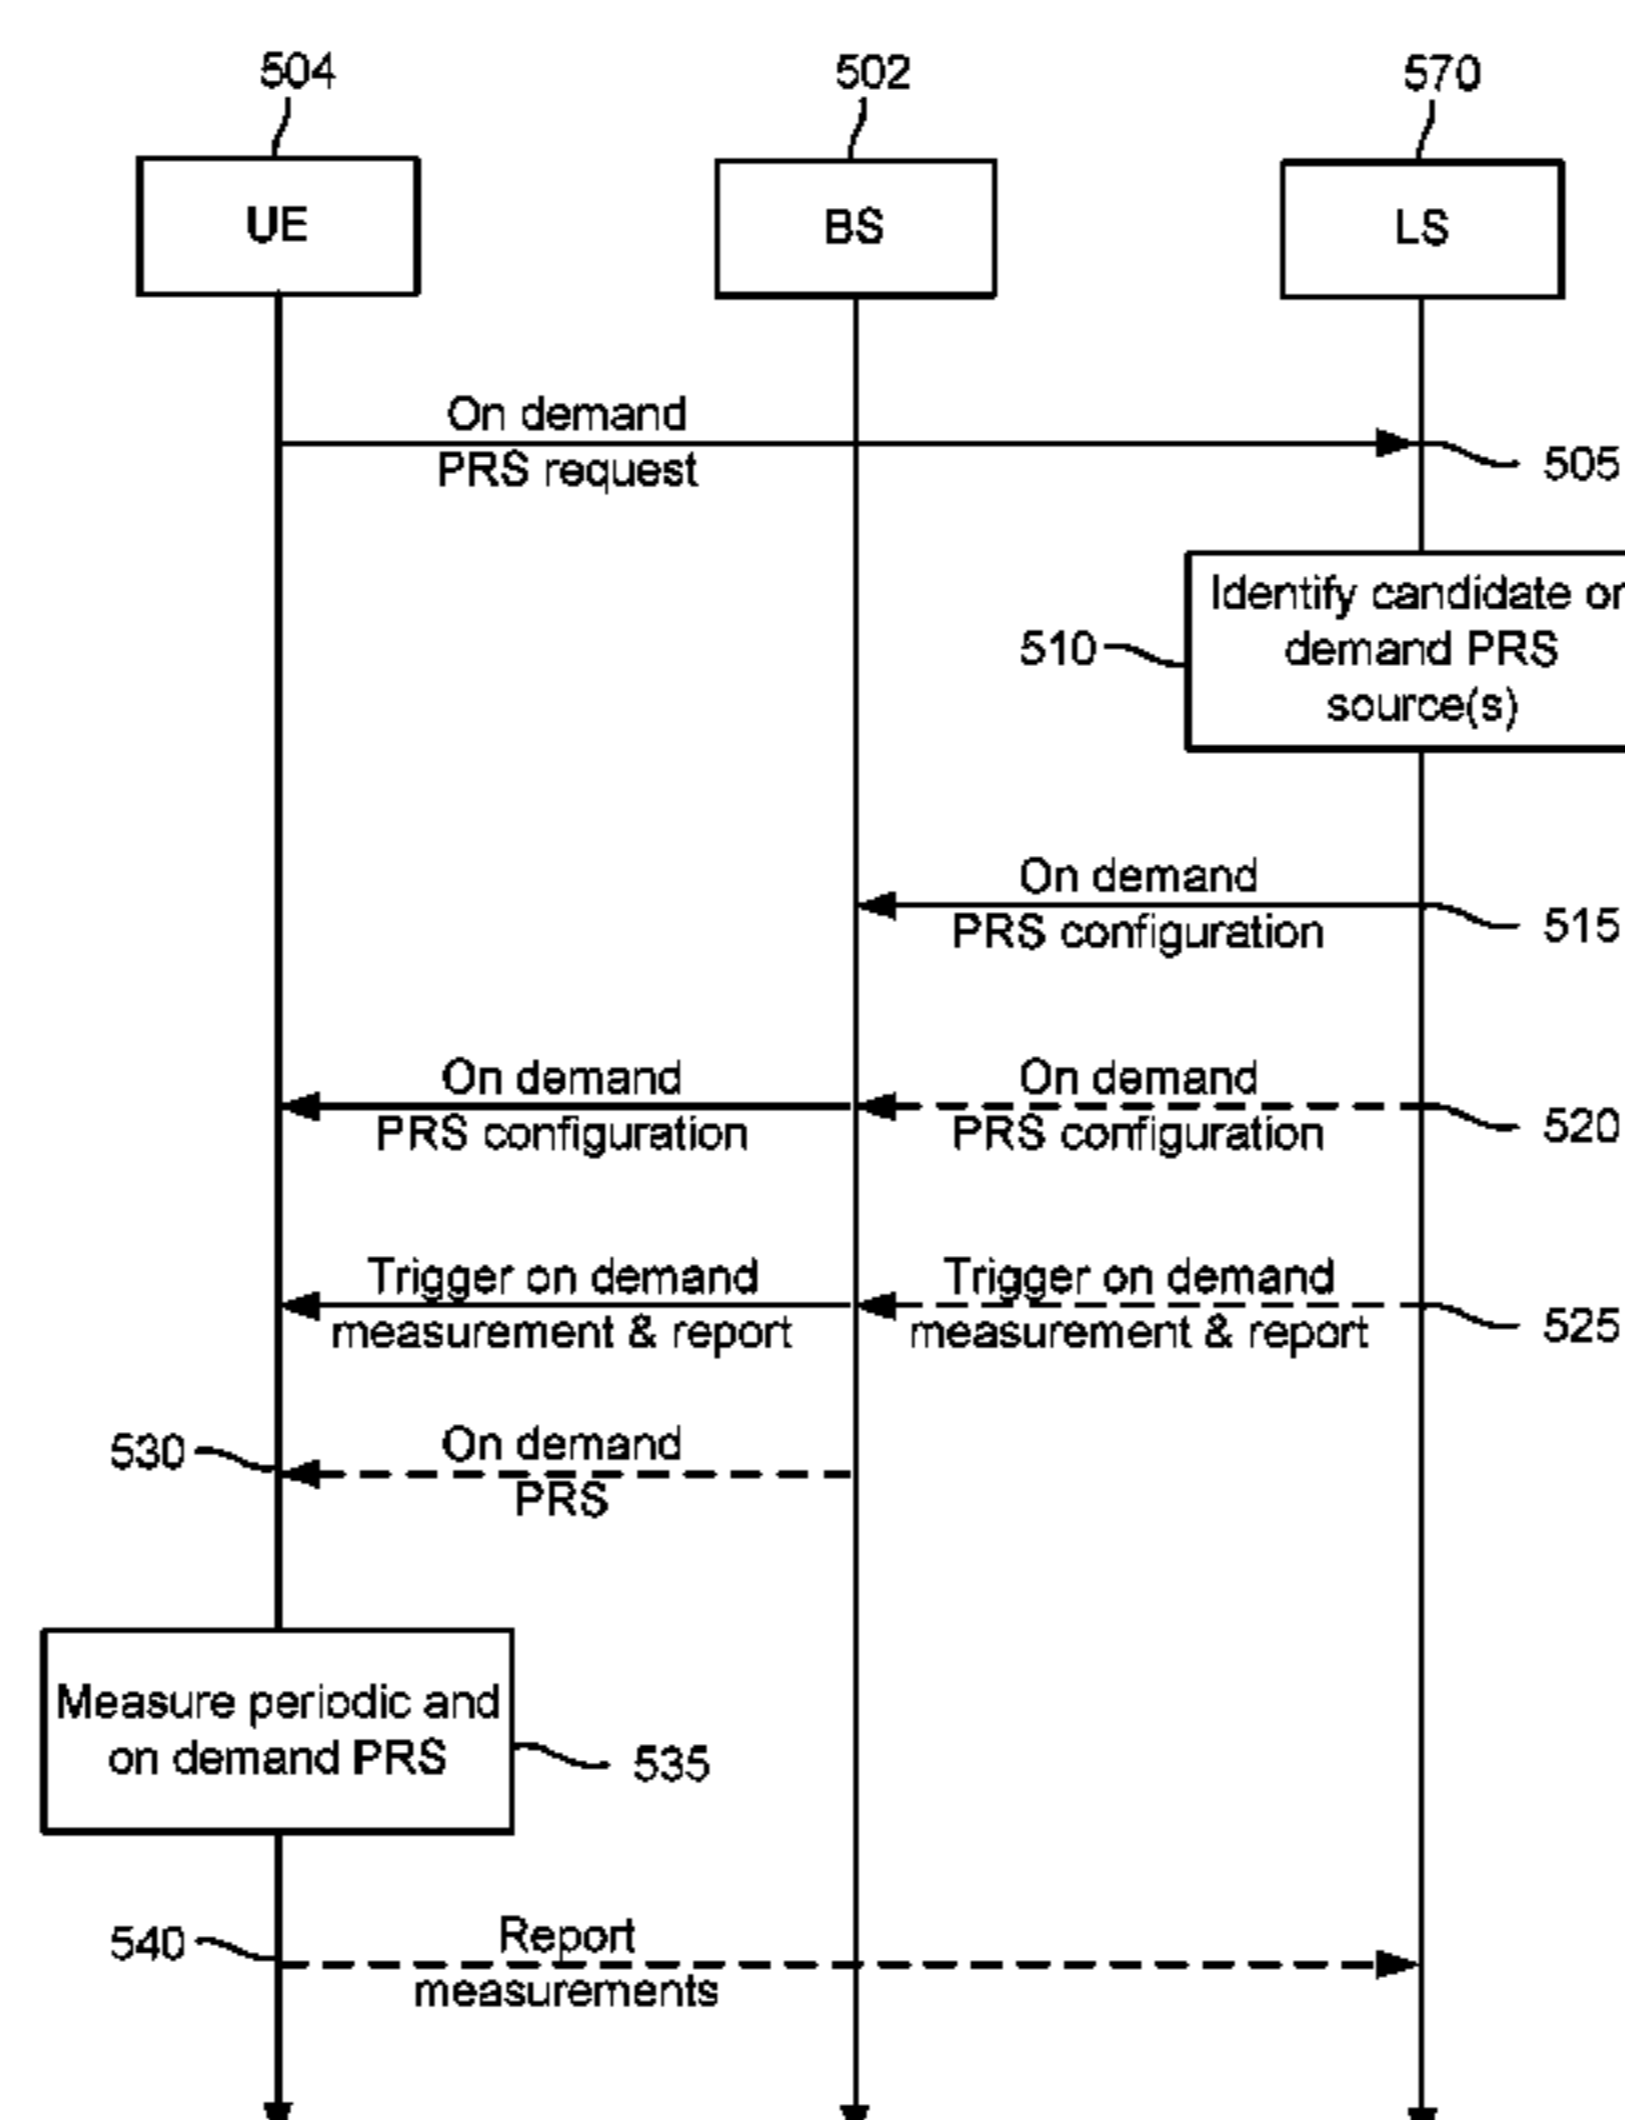 504
502
570
UE
BS
LS
On demand
PRS request
505
Identify candidate on
demand PRS
source(s)
510
On demand
PRS configuration
515
On demand
PRS configuration
On demand
PRS configuration
520
Trigger on demand
measurement & report
Trigger on demand
measurement & report
525
530
On demand
PRS
Measure periodic and
on demand PRS
535
540
Report
measurements